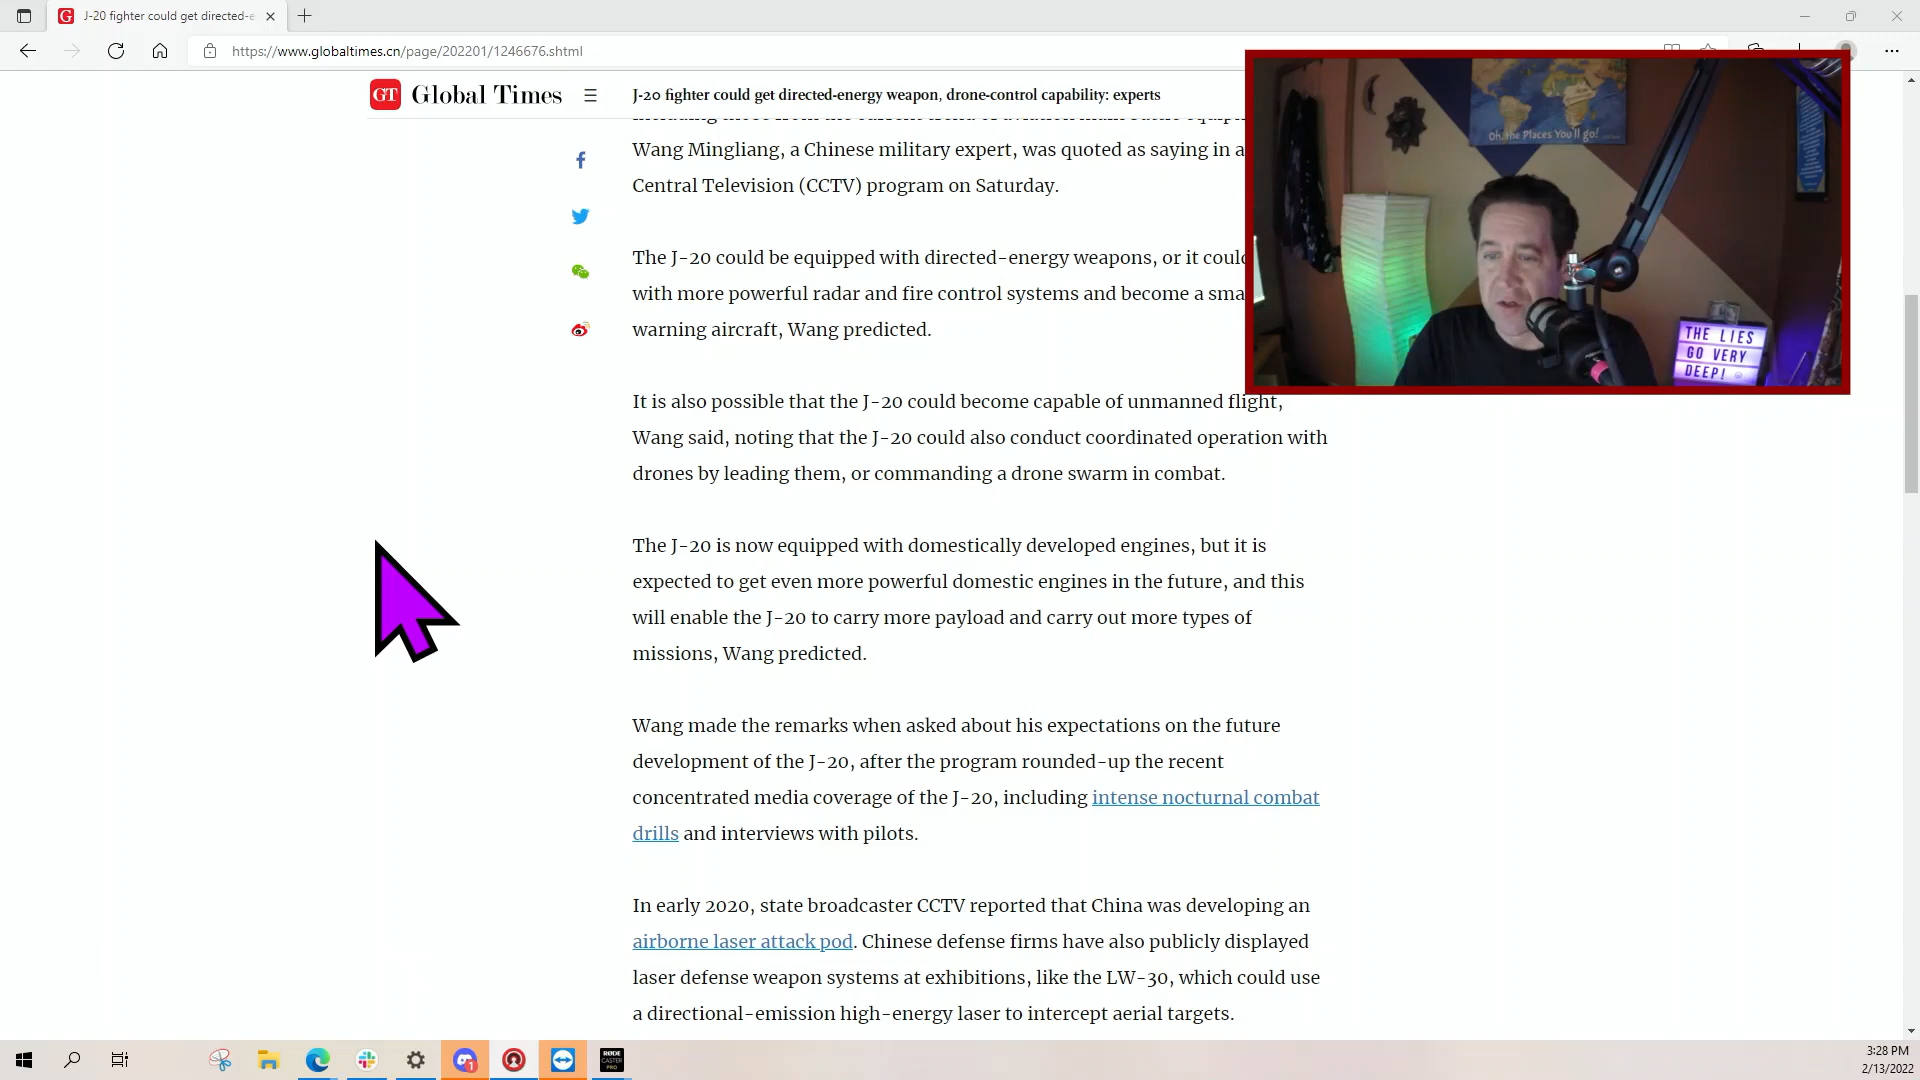 J-20 fighter could get directed-e
https://www.globaltimes.cn/page/202201/1246676.shtml
GT Global Times
J-20 fighter could get directed-energy weapon, drone-control capability: experts
Wang Mingliang, a Chinese military expert, was quoted as saying in a
Central Television (CCTV) program on Saturday.
The J-20 could be equipped with directed-energy weapons, or it could
with more powerful radar and fire control systems and become a sma
warning aircraft, Wang predicted.
It is also possible that the J-20 could become capable of unmanned flight,
Wang said, noting that the J-20 could also conduct coordinated operation with
drones by leading them, or commanding a drone swarm in combat.
The J-20 is now equipped with domestically developed engines, but it is
expected to get even more powerful domestic engines in the future, and this
will enable the J-20 to carry more payload and carry out more types of
missions, Wang predicted.
Wang made the remarks when asked about his expectations on the future
development of the J-20, after the program rounded-up the recent
concentrated media coverage of the J-20, including intense nocturnal combat
drills and interviews with pilots.
In early 2020, state broadcaster CCTV reported that China was developing an
airborne laser attack pod. Chinese defense firms have also publicly displayed
laser defense weapon systems at exhibitions, like the LW-30, which could use
a directional-emission high-energy laser to intercept aerial targets.
Oh, the Places You'll go!
THE LIES
GO VERY
DEEP!
RØDE
CASTER
PRO
3:28 PM
2/13/2022